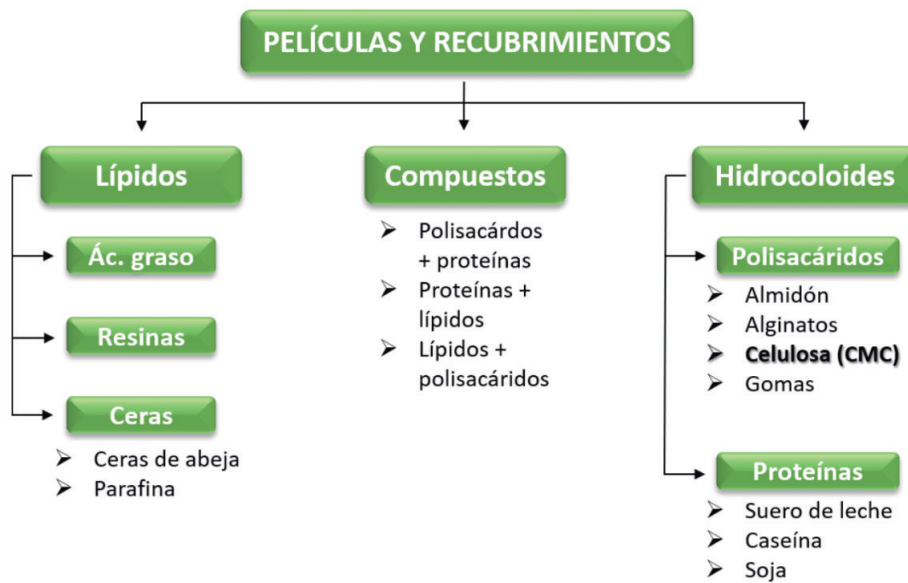 PELÍCULAS Y RECUBRIMIENTOS
Lípidos
Ác. graso
Resinas
Ceras
Ceras de abeja
Parafina
Compuestos
Polisacárdos
+ proteínas
Proteínas +
lípidos
Lípidos +
polisacáridos
Hidrocoloides
Polisacáridos
Almidón
Alginatos
Celulosa (CMC)
Gomas
Proteínas
Suero de leche
Caseína
Soja